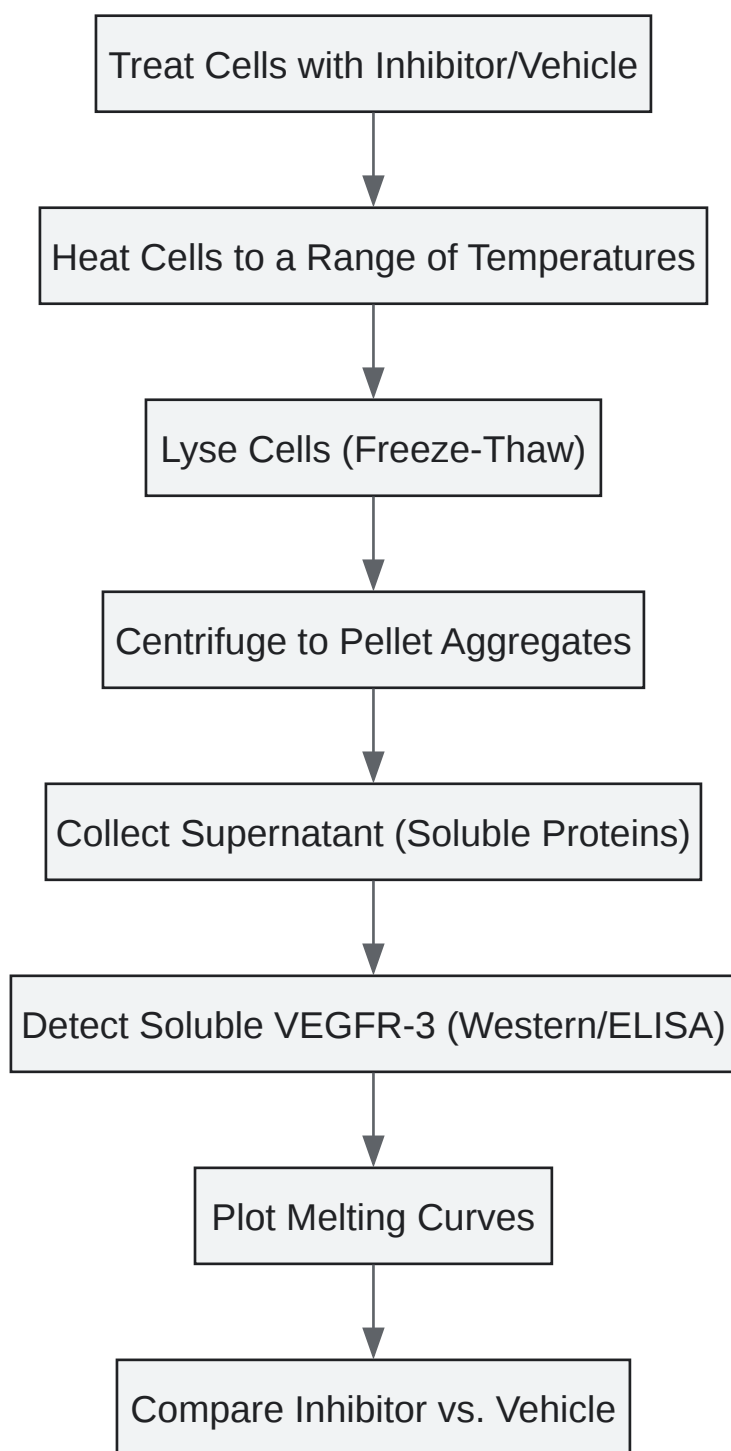 Treat Cells with Inhibitor/Vehicle
Heat Cells to a Range of Temperatures
Lyse Cells (Freeze-Thaw)
Centrifuge to Pellet Aggregates
Collect Supernatant (Soluble Proteins)
Detect Soluble VEGFR-3 (Western/ELISA)
Plot Melting Curves
Compare Inhibitor vs. Vehicle